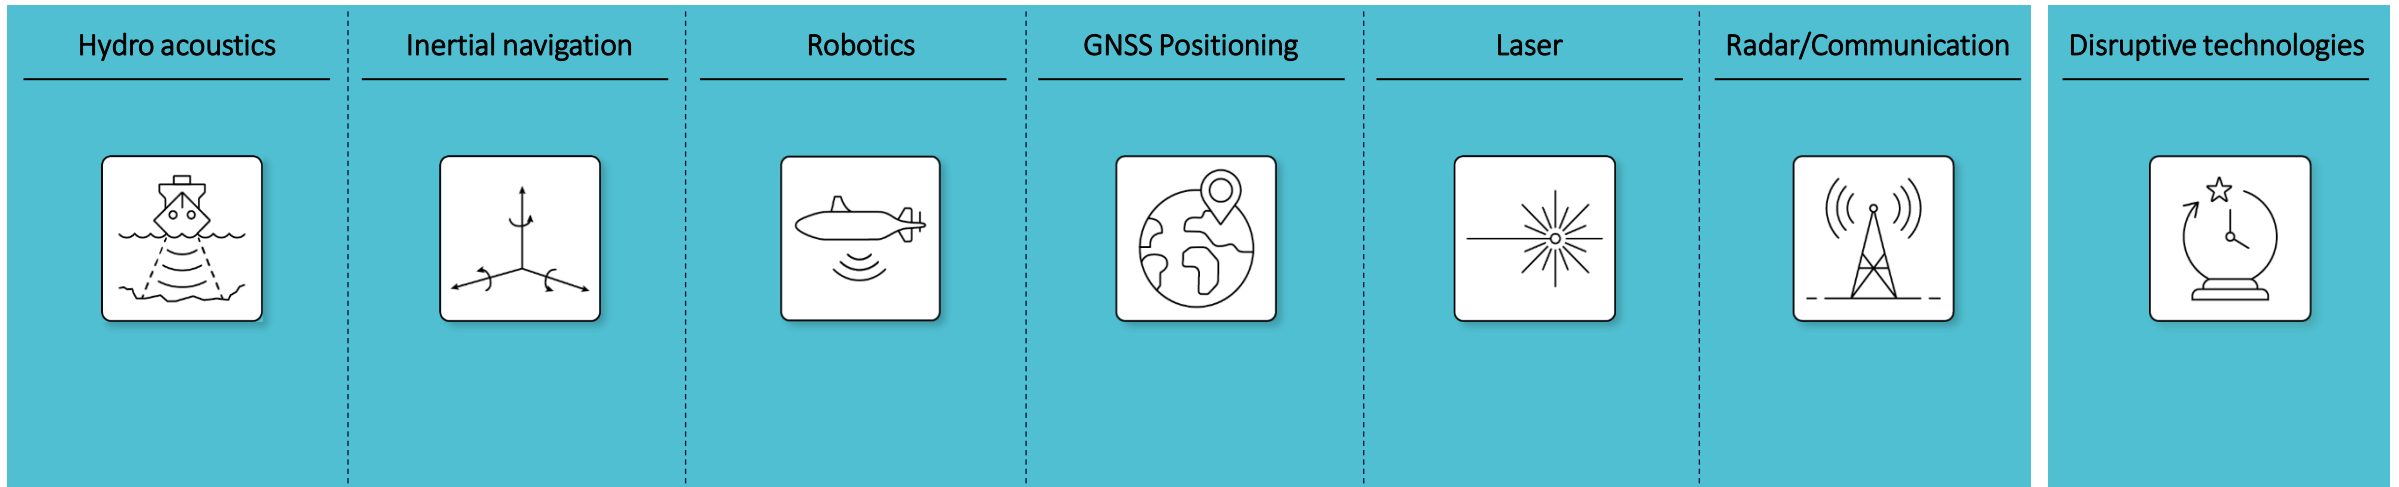 Hydro acoustics
Inertial navigation
Robotics
GNSS Positioning
Laser
Radar/Communication
Disruptive technologies